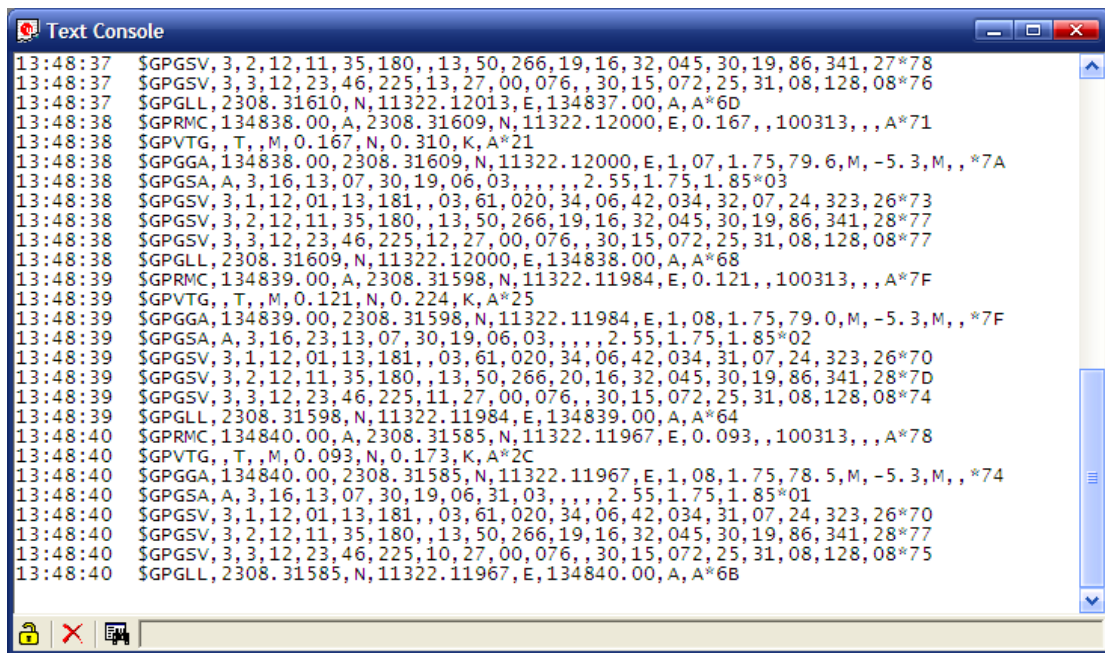 Text Console
13:48:37 $GPGSV,3,2,12,11,35,180,,13,50,266,19,16,32,045,30,19,86,341,27*78
13:48:37 $GPGSV,3,3,12,23,46,225,13,27,00,076,,30,15,072,25,31,08,128,08*76
13:48:37 $GPGLL,2308.31610,N,11322.12013,E,134837.00,A,A*6D
13:48:38 $GPRMC,134838.00,A,2308.31609,N,11322.12000,E,0.167,,100313,,,A*71
13:48:38 $GPVTG,,T,,M,0.167,N,0.310,K,A*21
13:48:38 $GPGGA,134838.00,2308.31609,N,11322.12000,E,1,07,1.75,79.6,M,-5.3,M,,*7A
13:48:38 $GPGSA,A,3,16,13,07,30,19,06,03,,,,,,2.55,1.75,1.85*03
13:48:38 $GPGSV,3,1,12,01,13,181,,03,61,020,34,06,42,034,32,07,24,323,26*73
13:48:38 $GPGSV,3,2,12,11,35,180,,13,50,266,19,16,32,045,30,19,86,341,28*77
13:48:38 $GPGSV,3,3,12,23,46,225,12,27,00,076,,30,15,072,25,31,08,128,08*77
13:48:38 $GPGLL,2308.31609,N,11322.12000,E,134838.00,A,A*68
13:48:39 $GPRMC,134839.00,A,2308.31598,N,11322.11984,E,0.121,,100313,,,A*7F
13:48:39 $GPVTG,,T,,M,0.121,N,0.224,K,A*25
13:48:39 $GPGGA,134839.00,2308.31598,N,11322.11984,E,1,08,1.75,79.0,M,-5.3,M,,*7F
13:48:39 $GPGSA,A,3,16,23,13,07,30,19,06,03,,,,,2.55,1.75,1.85*02
13:48:39 $GPGSV,3,1,12,01,13,181,,03,61,020,34,06,42,034,31,07,24,323,26*70
13:48:39 $GPGSV,3,2,12,11,35,180,,13,50,266,20,16,32,045,30,19,86,341,28*7D
13:48:39 $GPGSV,3,3,12,23,46,225,11,27,00,076,,30,15,072,25,31,08,128,08*74
13:48:39 $GPGLL,2308.31598,N,11322.11984,E,134839.00,A,A*64
13:48:40 $GPRMC,134840.00,A,2308.31585,N,11322.11967,E,0.093,,100313,,,A*78
13:48:40 $GPVTG,,T,,M,0.093,N,0.173,K,A*2C
13:48:40 $GPGGA,134840.00,2308.31585,N,11322.11967,E,1,08,1.75,78.5,M,-5.3,M,,*74
13:48:40 $GPGSA,A,3,16,13,07,30,19,06,31,03,,,,,2.55,1.75,1.85*01
13:48:40 $GPGSV,3,1,12,01,13,181,,03,61,020,34,06,42,034,31,07,24,323,26*70
13:48:40 $GPGSV,3,2,12,11,35,180,,13,50,266,19,16,32,045,30,19,86,341,28*77
13:48:40 $GPGSV,3,3,12,23,46,225,10,27,00,076,,30,15,072,25,31,08,128,08*75
13:48:40 $GPGLL,2308.31585,N,11322.11967,E,134840.00,A,A*6B